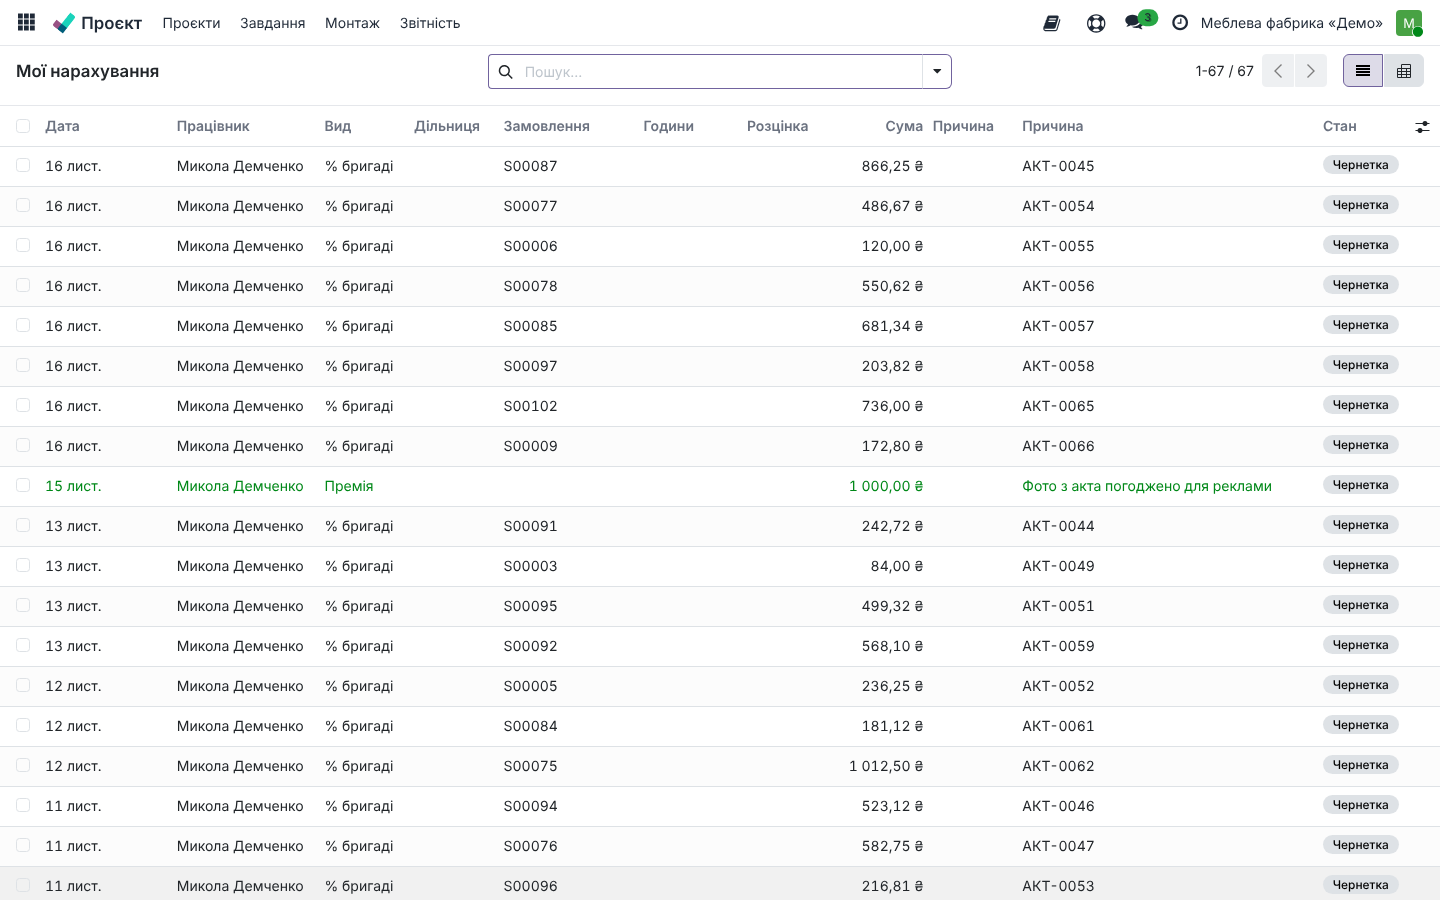 Проєкт Проєкти Завдання Монтаж Звітність 3 Меблева фабрика «Демо» M
Мої нарахування Пошук... 1-67 / 67
Дата Працівник Вид Дільниця Замовлення Години Розцінка Сума Причина Причина Стан
16 лист. Микола Демченко % бригаді S00087 866,25 ₴ АКТ-0045 Чернетка
16 лист. Микола Демченко % бригаді S00077 486,67 ₴ АКТ-0054 Чернетка
16 лист. Микола Демченко % бригаді S00006 120,00 ₴ АКТ-0055 Чернетка
16 лист. Микола Демченко % бригаді S00078 550,62 ₴ АКТ-0056 Чернетка
16 лист. Микола Демченко % бригаді S00085 681,34 ₴ АКТ-0057 Чернетка
16 лист. Микола Демченко % бригаді S00097 203,82 ₴ АКТ-0058 Чернетка
16 лист. Микола Демченко % бригаді S00102 736,00 ₴ АКТ-0065 Чернетка
16 лист. Микола Демченко % бригаді S00009 172,80 ₴ АКТ-0066 Чернетка
15 лист. Микола Демченко Премія 1 000,00 ₴ Фото з акта погоджено для реклами Чернетка
13 лист. Микола Демченко % бригаді S00091 242,72 ₴ АКТ-0044 Чернетка
13 лист. Микола Демченко % бригаді S00003 84,00 ₴ АКТ-0049 Чернетка
13 лист. Микола Демченко % бригаді S00095 499,32 ₴ АКТ-0051 Чернетка
13 лист. Микола Демченко % бригаді S00092 568,10 ₴ АКТ-0059 Чернетка
12 лист. Микола Демченко % бригаді S00005 236,25 ₴ АКТ-0052 Чернетка
12 лист. Микола Демченко % бригаді S00084 181,12 ₴ АКТ-0061 Чернетка
12 лист. Микола Демченко % бригаді S00075 1 012,50 ₴ АКТ-0062 Чернетка
11 лист. Микола Демченко % бригаді S00094 523,12 ₴ АКТ-0046 Чернетка
11 лист. Микола Демченко % бригаді S00076 582,75 ₴ АКТ-0047 Чернетка
11 лист. Микола Демченко % бригаді S00096 216,81 ₴ АКТ-0053 Чернетка